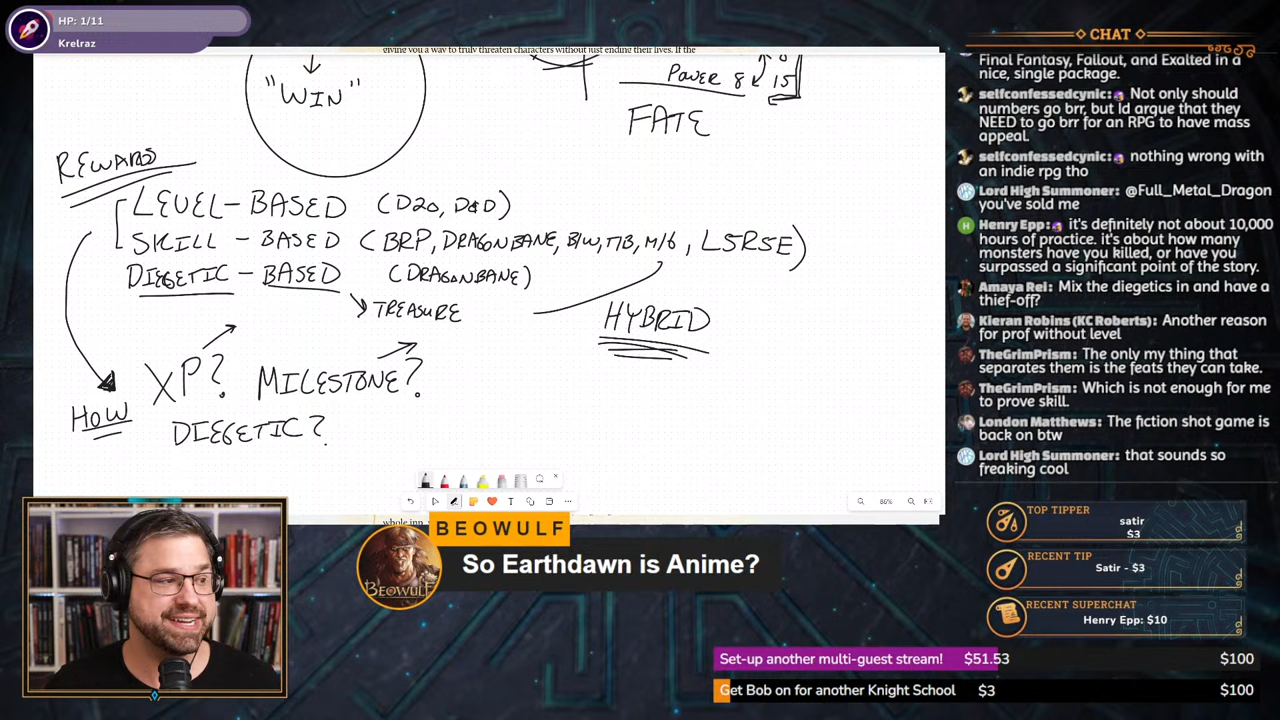 HP: 1/11
Krelraz
giving you a way to truly threaten characters without just ending their lives. If the
"WIN"
POWER 8
15
FATE
REWARDS
LEVEL-BASED (D20, D&D)
SKILL - BASED (BRP, DRAGONBANE, B/W, T/B, M/G, L5RSE)
DIEGETIC - BASED (DRAGONBANE)
TREASURE
HYBRID
XP? MILESTONE?
HOW
DIEGETIC?
86%
BEOWULF
BEOWULF
So Earthdawn is Anime?
CHAT
Final Fantasy, Fallout, and Exalted in a
nice, single package.
selfconfessedcynic: Not only should
numbers go brr, but Id argue that they
NEED to go brr for an RPG to have mass
appeal.
selfconfessedcynic: nothing wrong with
an indie rpg tho
Lord High Summoner: @Full_Metal_Dragon
you've sold me
Henry Epp: it's definitely not about 10,000
hours of practice. it's about how many
monsters have you killed, or have you
surpassed a significant point of the story.
Amaya Rei: Mix the diegetics in and have a
thief-off?
Kieran Robins (KC Roberts): Another reason
for prof without level
TheGrimPrism: The only my thing that
separates them is the feats they can take.
TheGrimPrism: Which is not enough for me
to prove skill.
London Matthews: The fiction shot game is
back on btw
Lord High Summoner: that sounds so
freaking cool
TOP TIPPER
satir
$3
RECENT TIP
Satir - $3
RECENT SUPERCHAT
Henry Epp: $10
Set-up another multi-guest stream! $51.53 $100
Get Bob on for another Knight School $3 $100